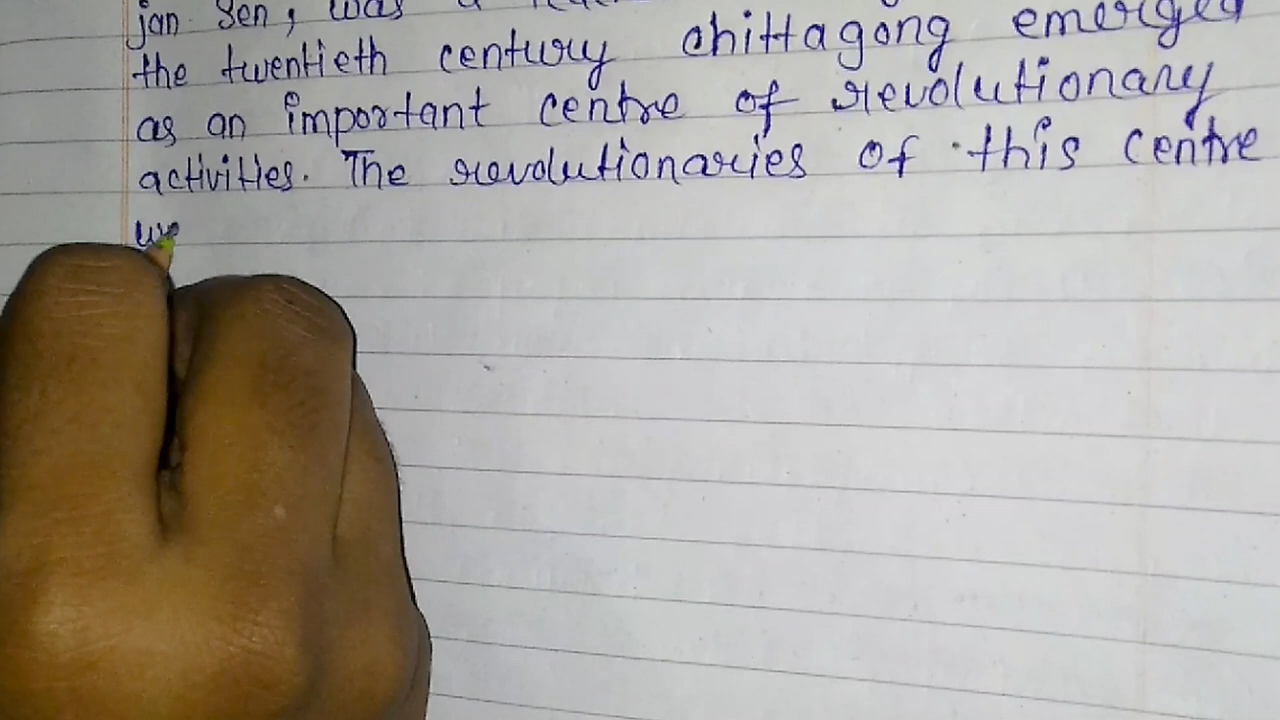 jan Sen, was a
the twentieth century chittagong emerged
as an important centre of revolutionary
activities. The revolutionaries of this centre
we